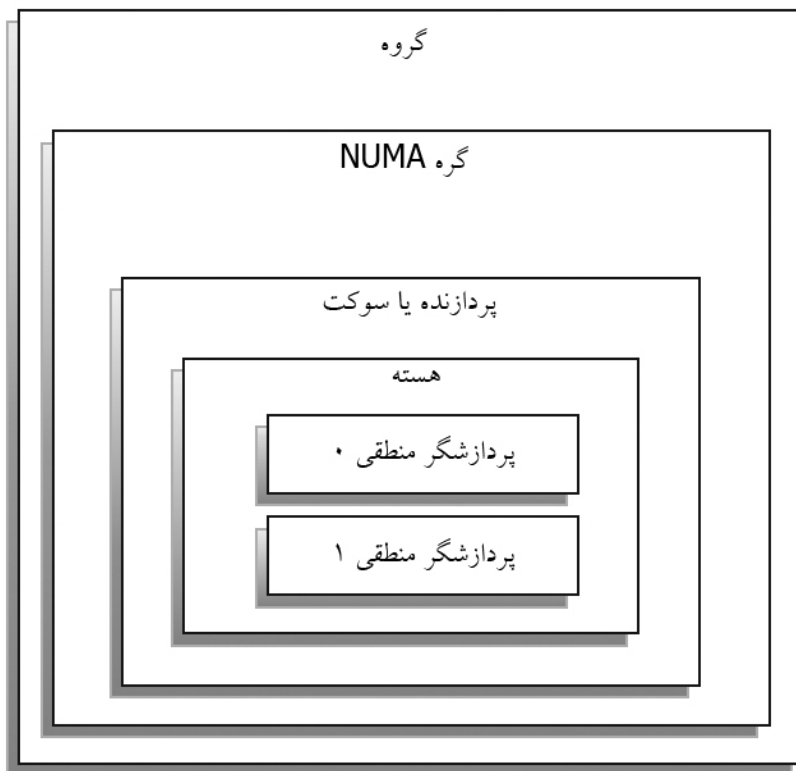 گروه
گره NUMA
پردازنده یا سوکت
هسته
پردازشگر منطقی ۰
پردازشگر منطقی ۱